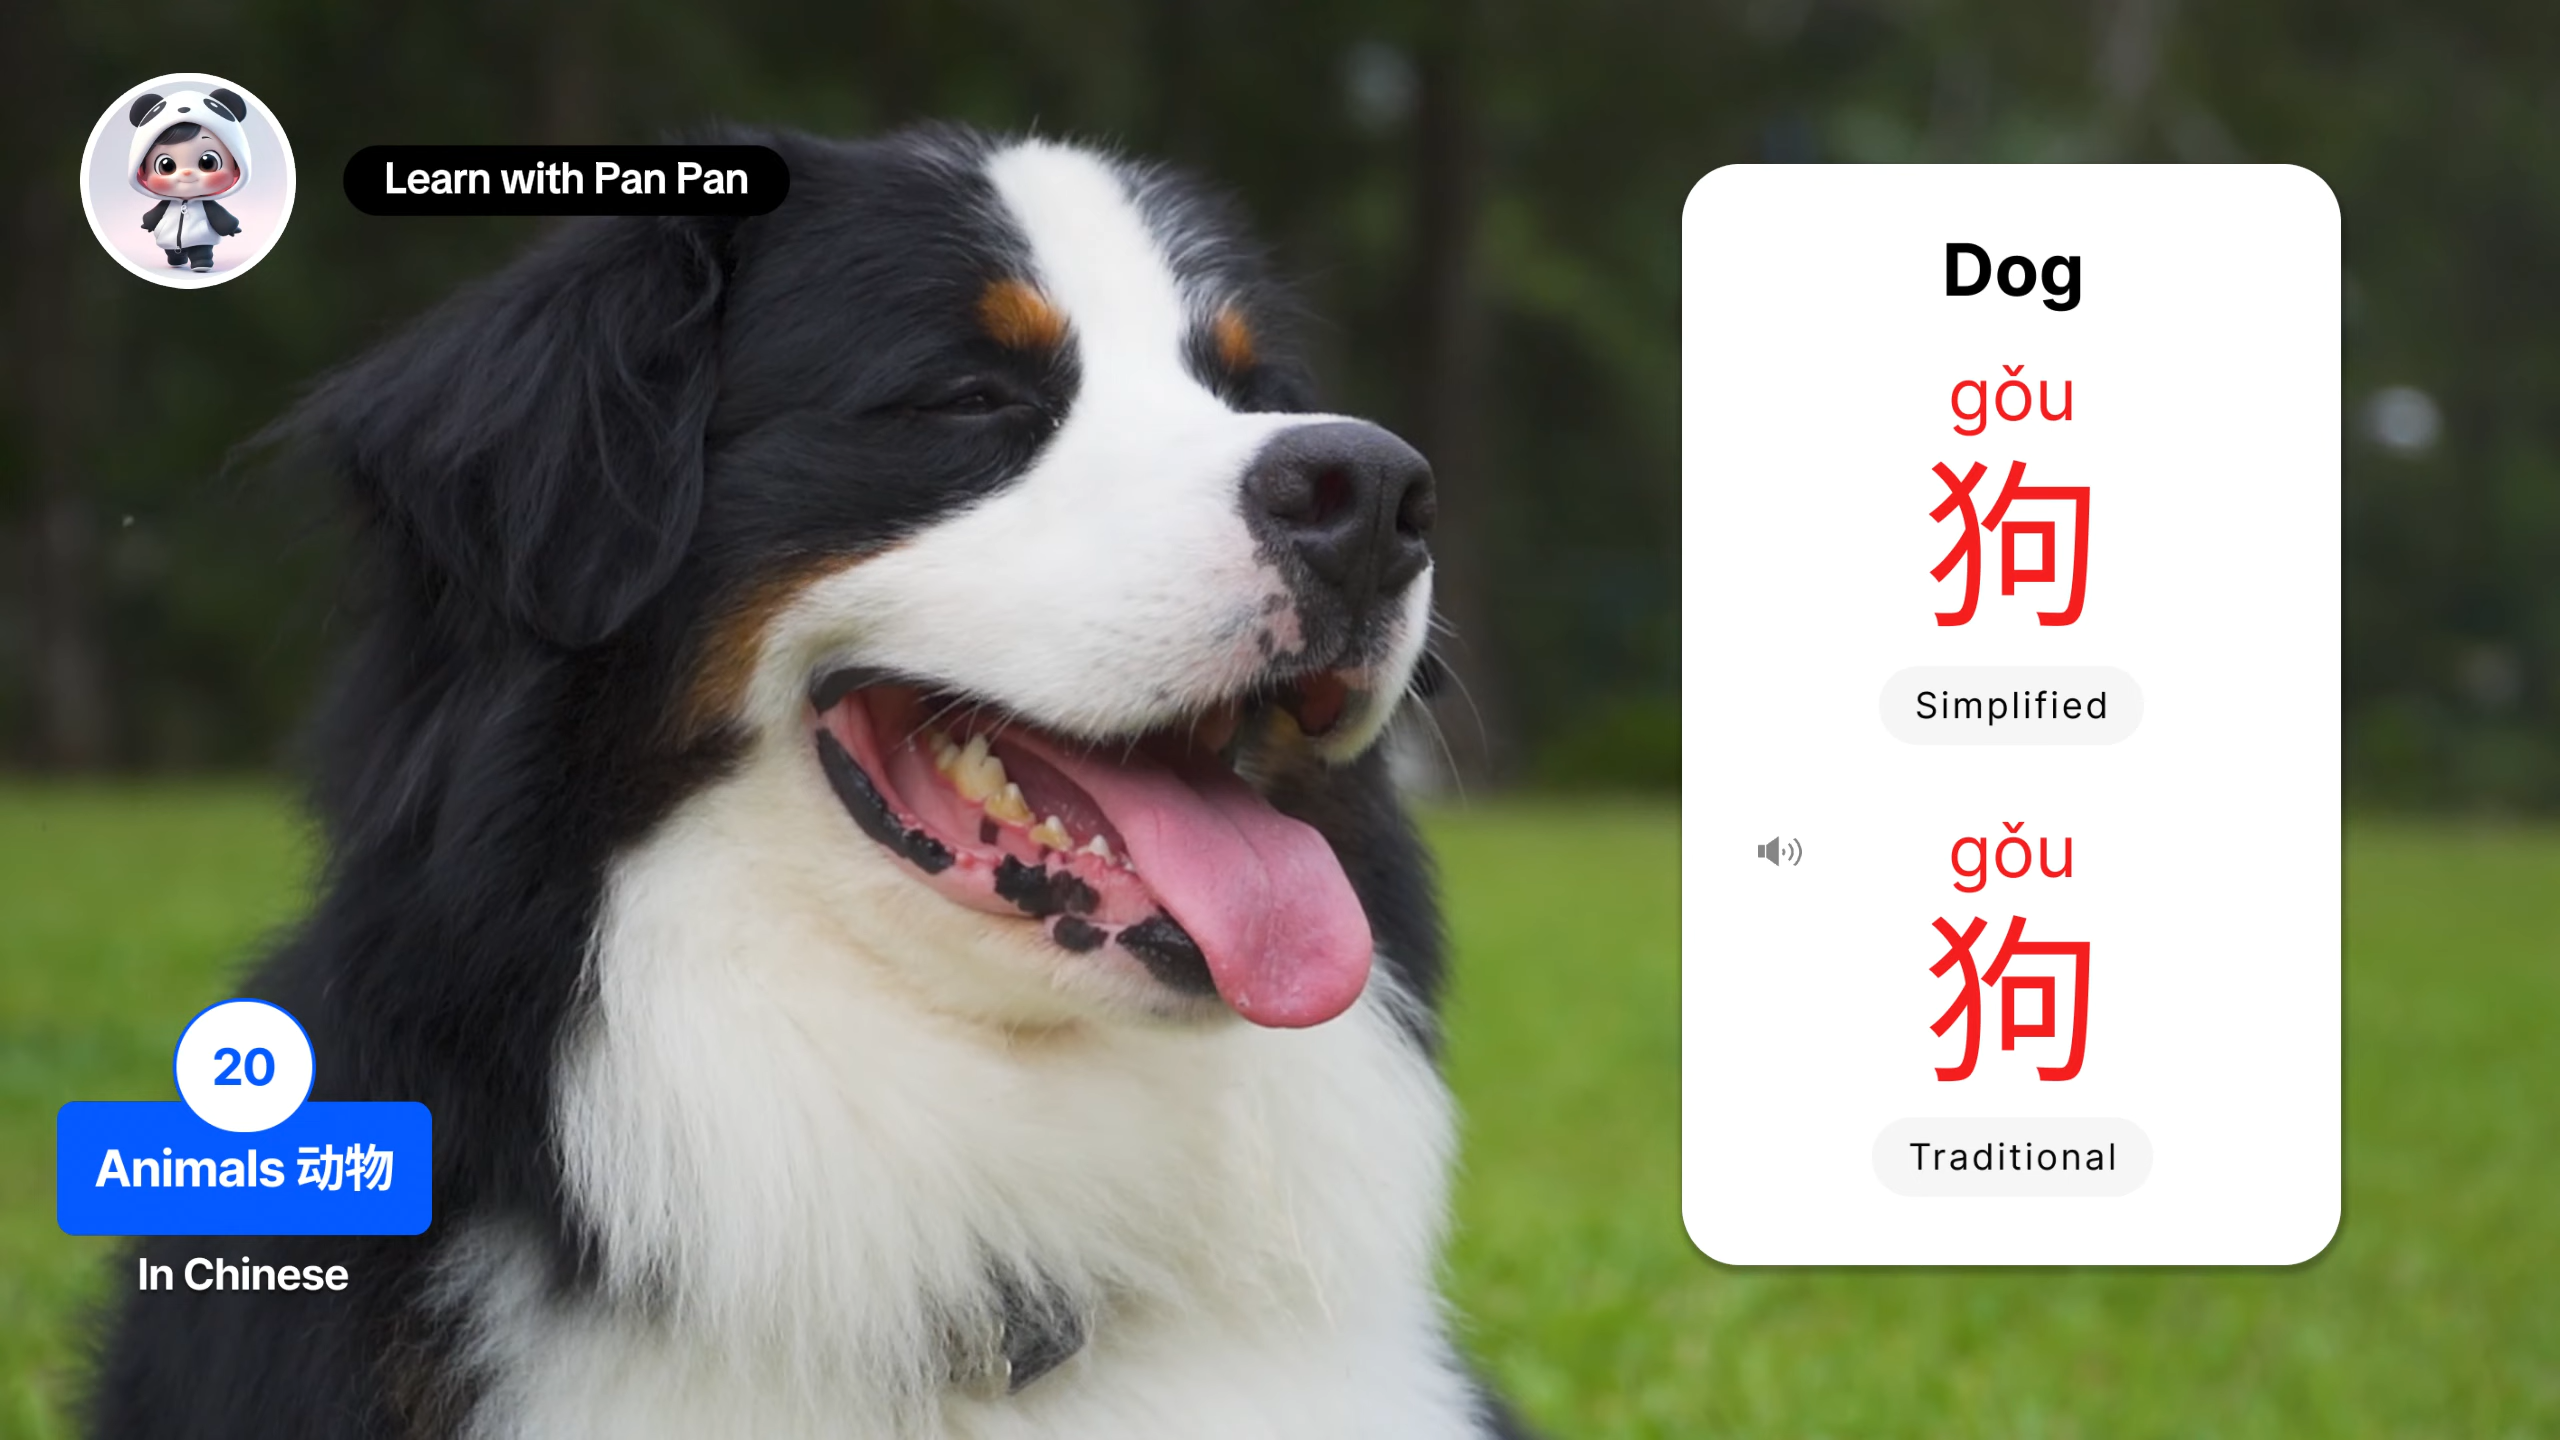 Learn with Pan Pan
Dog
gǒu
狗
Simplified
gǒu
狗
Traditional
20
Animals 动物
In Chinese